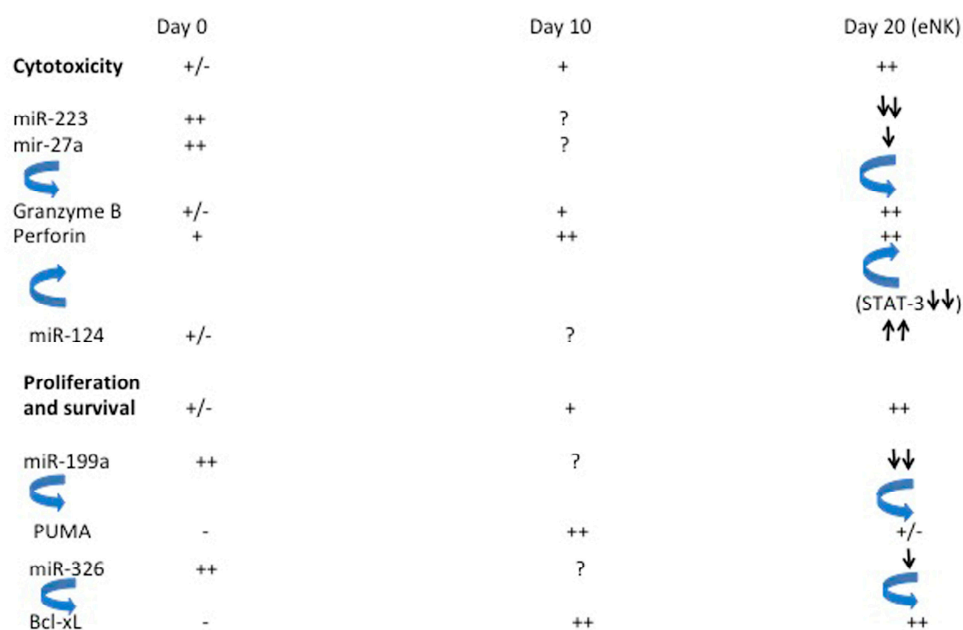 Day 0 Day 10 Day 20 (eNK)
Cytotoxicity +/- + ++
miR-223 ++ ? ↓↓
mir-27a ++ ? ↓
Granzyme B +/- + ++
Perforin + ++ ++
(STAT-3↓↓)
miR-124 +/- ? ↑↑
Proliferation
and survival +/- + ++
miR-199a ++ ? ↓↓
PUMA - ++ +/-
miR-326 ++ ? ↓
Bcl-xL - ++ ++